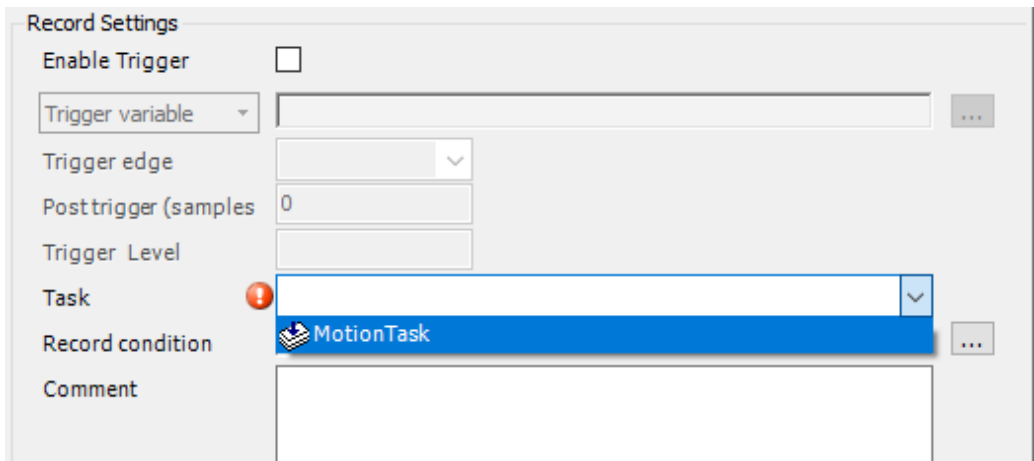 Record Settings
Enable Trigger
Trigger variable
...
Trigger edge
Post trigger (samples
0
Trigger Level
Task
MotionTask
Record condition
...
Comment